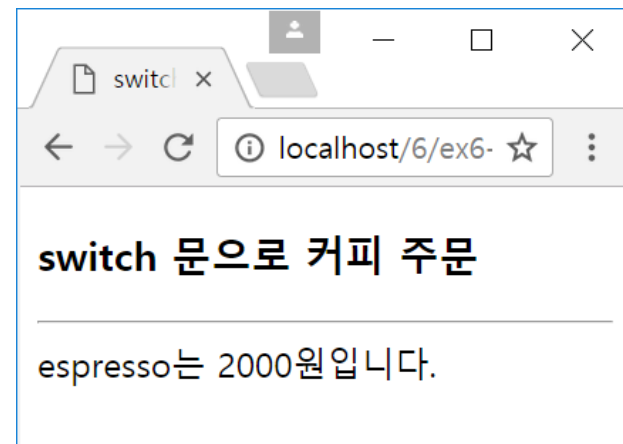 switch
localhost/6/ex6-
switch 문으로 커피 주문
espresso는 2000원입니다.